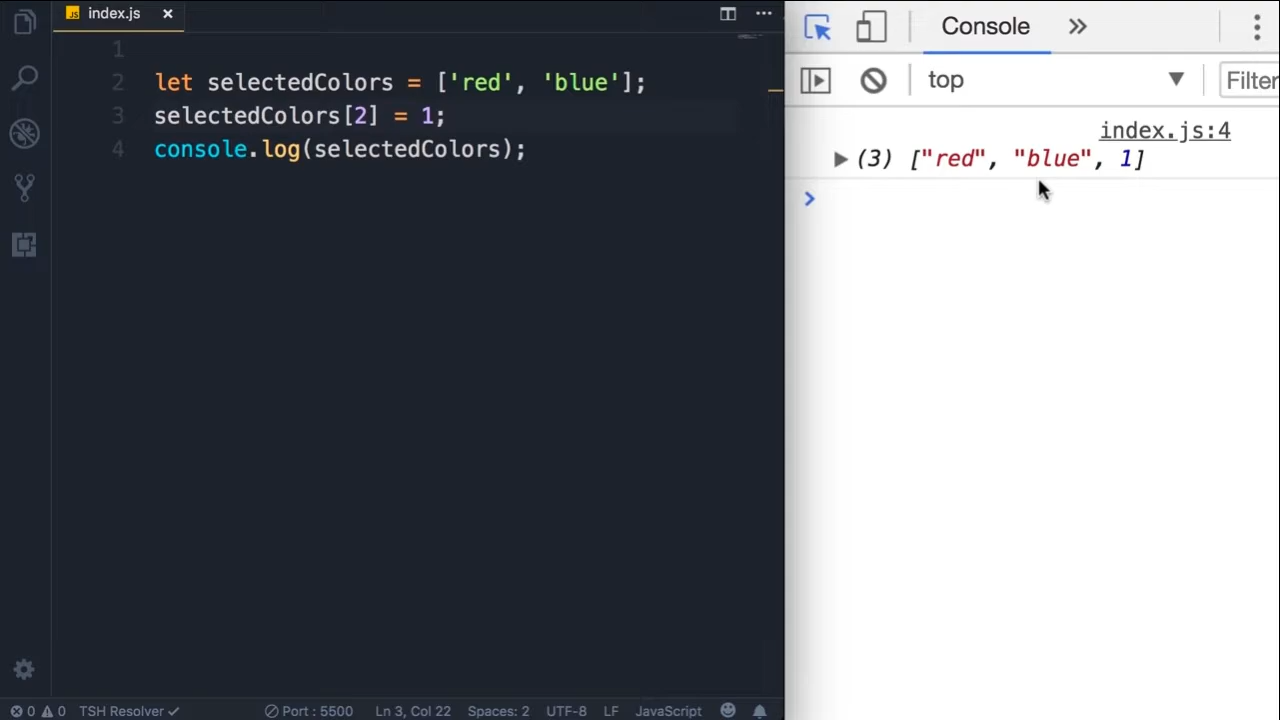 index.js
1
2 let selectedColors = ['red', 'blue'];
3 selectedColors[2] = 1;
4 console.log(selectedColors);
0 0 TSH Resolver Port : 5500 Ln 3, Col 22 Spaces: 2 UTF-8 LF JavaScript
Console
top Filter
index.js:4
(3) ["red", "blue", 1]